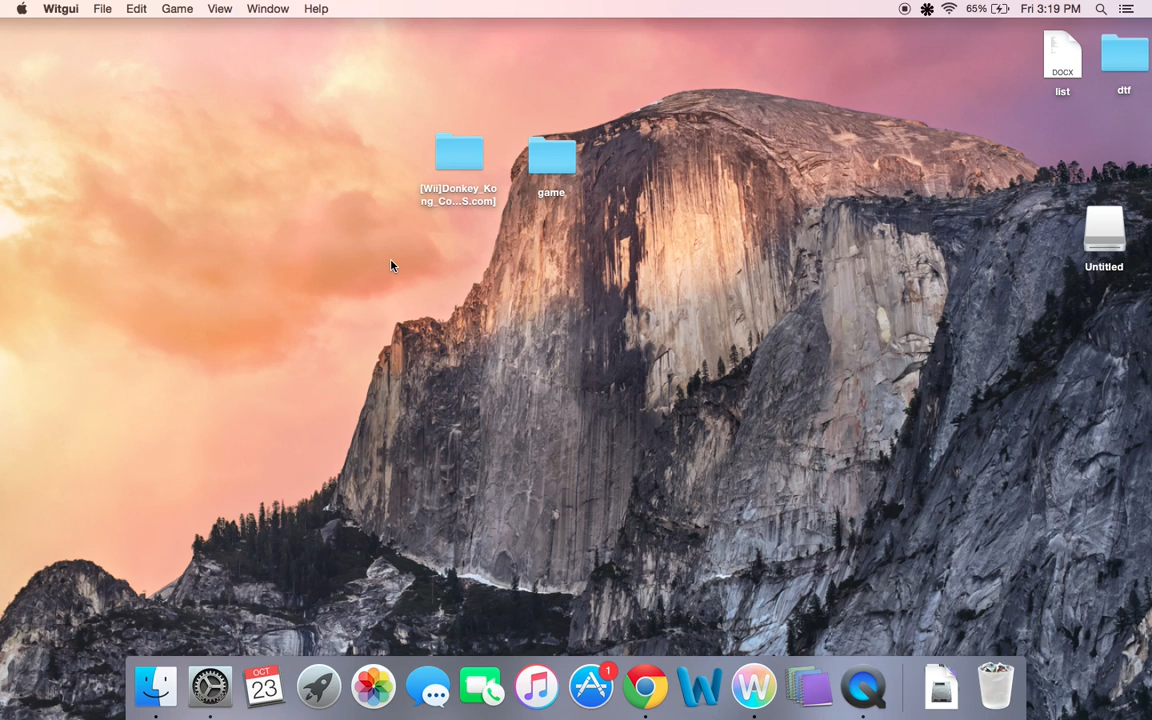 Witgui File Edit Game View Window Help 65% Fri 3:19 PM
DOCX
list
dtf
[Wii]Donkey_Ko
ng_Co...S.com]
game
Untitled
OCT
23
1